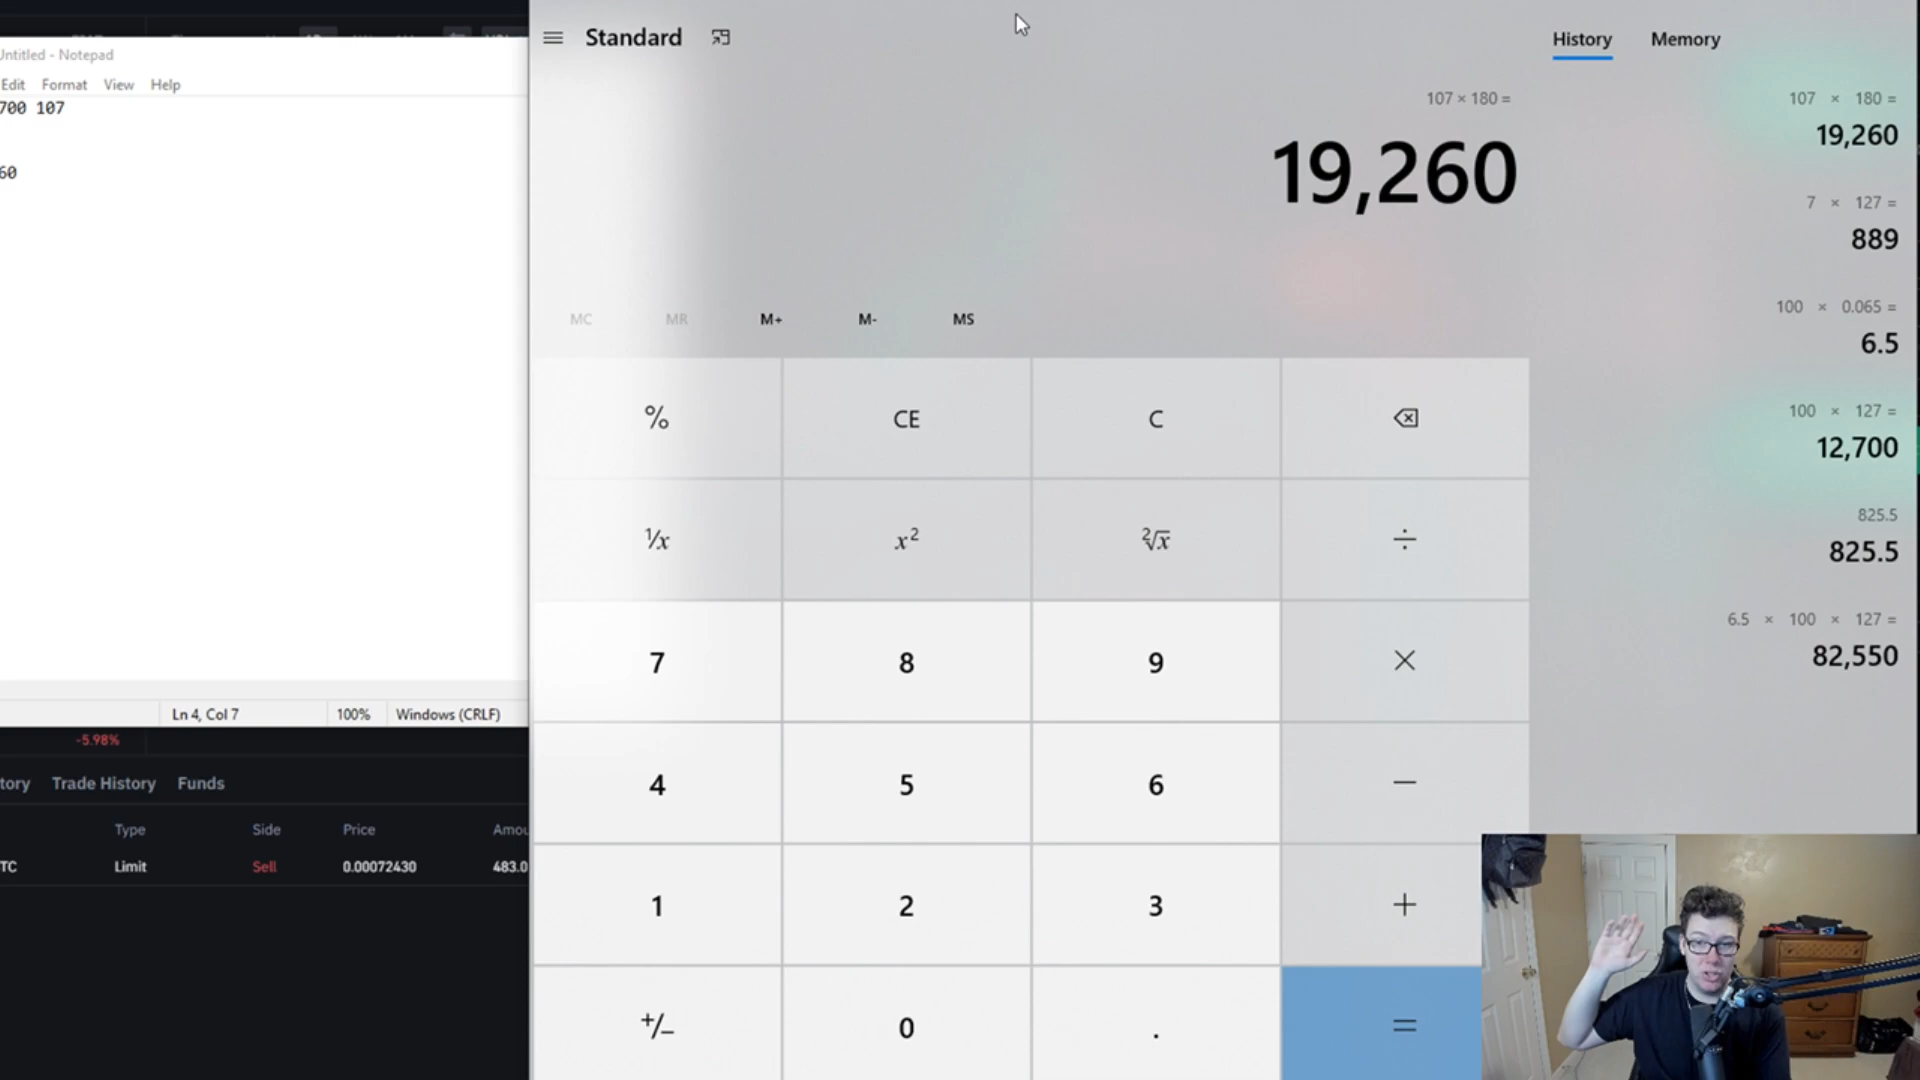 Untitled - Notepad
Edit Format View Help
700 107
60
Ln 4, Col 7 100% Windows (CRLF)
-5.98%
tory Trade History Funds
Type Side Price Amou
TC Limit Sell 0.00072430 483.0
Standard
107 × 180 =
19,260
MC MR M+ M- MS
% CE C
1/x x² ²√x ÷
7 8 9 ×
4 5 6 −
1 2 3 +
+/− 0 . =
History Memory
107 × 180 =
19,260
7 × 127 =
889
100 × 0.065 =
6.5
100 × 127 =
12,700
825.5
825.5
6.5 × 100 × 127 =
82,550